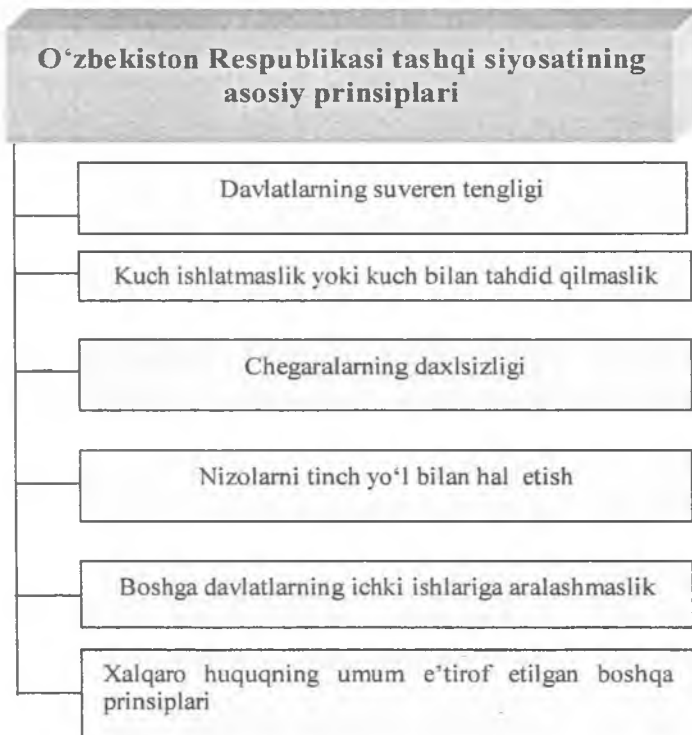 O‘zbekiston Respublikasi tashqi siyosatining
asosiy prinsiplari
Davlatlarning suveren tengligi
Kuch ishlatmaslik yoki kuch bilan tahdid qilmaslik
Chegaralarning daxlsizligi
Nizolarni tinch yo‘l bilan hal etish
Boshga davlatlarning ichki ishlariga aralashmaslik
Xalqaro huquqning umum e’tirof etilgan boshqa
prinsiplari